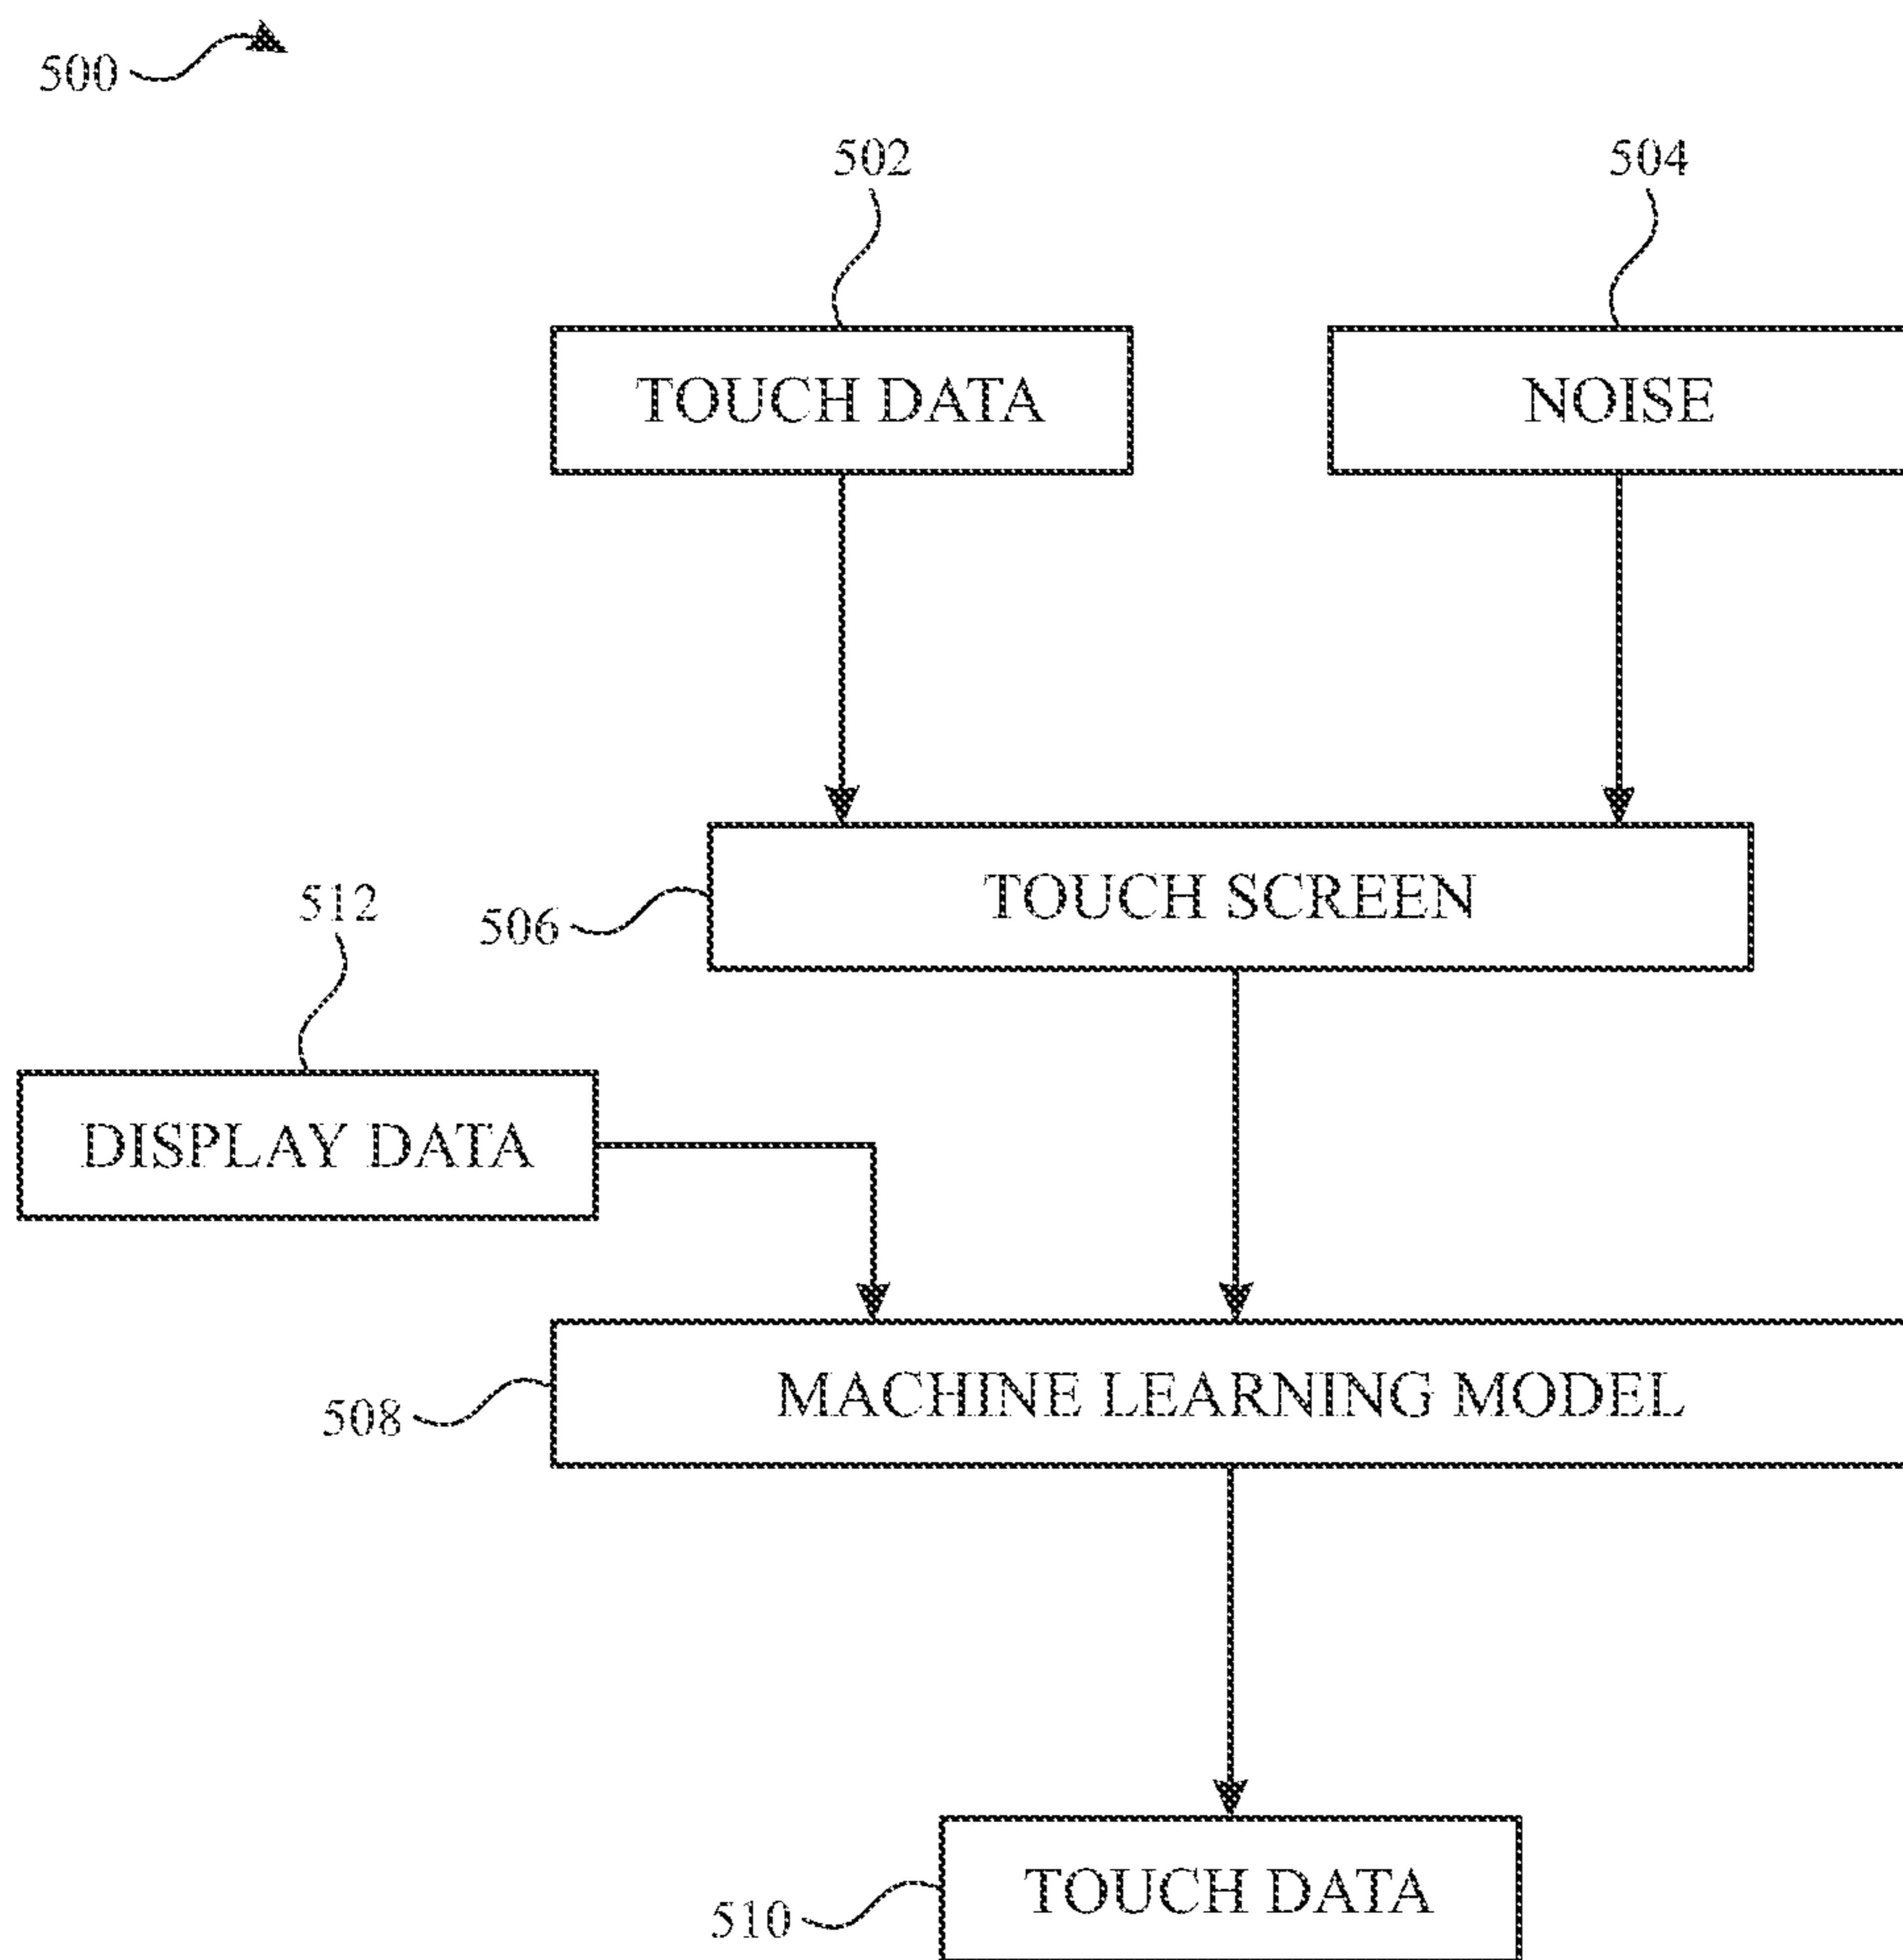 500
502
504
TOUCH DATA
NOISE
TOUCH SCREEN
512
506
DISPLAY DATA
MACHINE LEARNING MODEL
508
TOUCH DATA
510